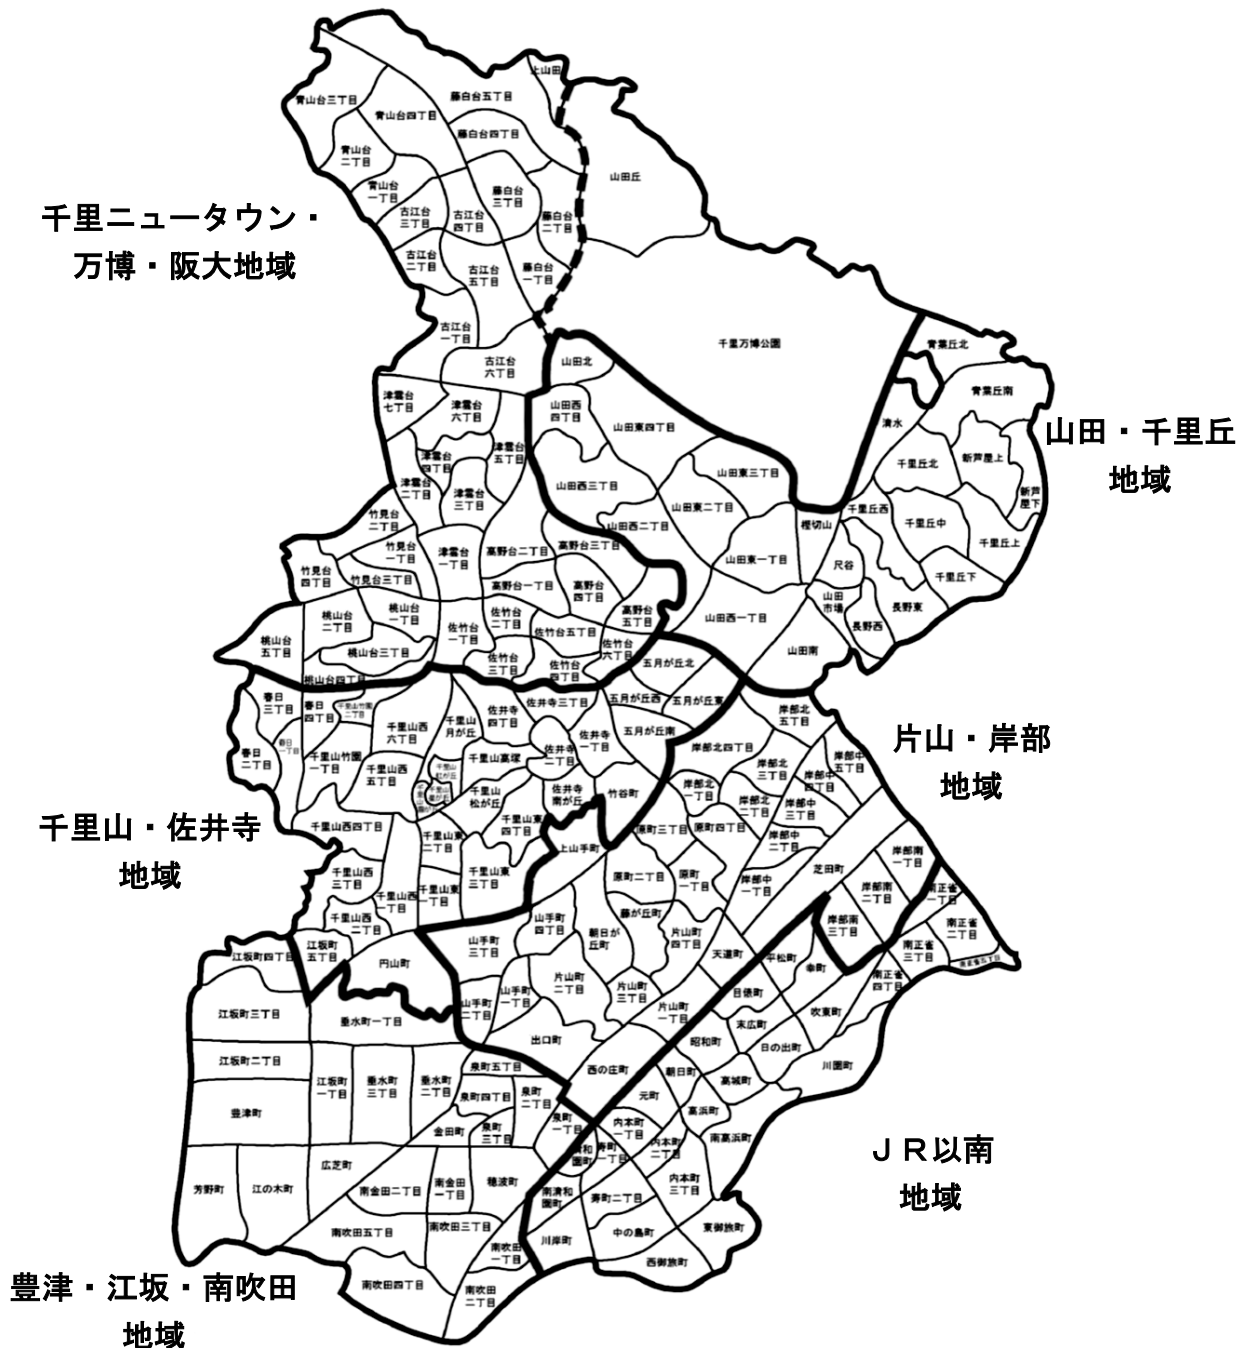 上山田
青山台三丁目
藤白台五丁目
青山台四丁目
藤白台四丁目
青山台
二丁目
山田丘
青山台
一丁目
藤白台
三丁目
古江台
三丁目
古江台
四丁目
藤白台
二丁目
千里ニュータウン・
万博・阪大地域
古江台
二丁目
古江台
五丁目
藤白台
一丁目
古江台
一丁目
千里万博公園
青葉丘北
古江台
六丁目
山田北
青葉丘南
津雲台
七丁目
津雲台
六丁目
山田西
四丁目
山田東四丁目
清水
山田・千里丘
地域
津雲台
五丁目
津雲台
四丁目
千里丘北
新芦屋上
山田東三丁目
津雲台
二丁目
津雲台
三丁目
山田西三丁目
新芦
屋下
山田東二丁目
千里丘西
竹見台
二丁目
山田西二丁目
樫切山
千里丘中
千里丘上
竹見台
一丁目
津雲台
一丁目
高野台二丁目
高野台三丁目
山田東一丁目
尺谷
竹見台
四丁目
竹見台三丁目
高野台一丁目
高野台
四丁目
千里丘下
山田
市場
長野東
桃山台
二丁目
桃山台
一丁目
佐竹台
二丁目
高野台
五丁目
山田西一丁目
長野西
桃山台
五丁目
佐竹台
一丁目
佐竹台五丁目
桃山台三丁目
佐竹台
六丁目
山田南
佐竹台
三丁目
佐竹台
四丁目
五月が丘北
桃山台四丁目
春日
三丁目
春日
四丁目
千里山竹園
二丁目
佐井寺三丁目
五月が丘西
五月が丘東
佐井寺
四丁目
岸部北
五丁目
千里山西
六丁目
千里山
月が丘
五月が丘南
佐井寺
一丁目
片山・岸部
地域
春日
一丁目
春日
二丁目
千里山竹園
一丁目
千里山高塚
佐井寺
二丁目
岸部北四丁目
岸部中
五丁目
千里山西
五丁目
千里山
虹が丘
岸部北
三丁目
岸部中
四丁目
千里山
星が丘
千里山
松が丘
佐井寺
南が丘
竹谷町
岸部北
一丁目
岸部北
二丁目
岸部中
三丁目
千里山・佐井寺
地域
千里山西四丁目
千里山東
二丁目
千里山東
四丁目
原町三丁目
原町四丁目
岸部中
二丁目
上山手町
岸部南
一丁目
千里山西
三丁目
千里山東
三丁目
原町二丁目
原町
一丁目
芝田町
岸部中
一丁目
岸部南
二丁目
南正雀
一丁目
千里山西
一丁目
千里山東
一丁目
千里山西
二丁目
山手町
四丁目
藤が丘町
朝日が
丘町
片山町
四丁目
岸部南
三丁目
南正雀
二丁目
江坂町四丁目
江坂町
五丁目
山手町
三丁目
天道町
平松町
南正雀
三丁目
円山町
幸町
南正雀五丁目
片山町
二丁目
片山町
三丁目
目俵町
南正雀
四丁目
山手町
一丁目
山手町
二丁目
片山町
一丁目
江坂町三丁目
垂水町一丁目
吹東町
末広町
出口町
昭和町
日の出町
江坂町二丁目
泉町五丁目
西の庄町
朝日町
川園町
江坂町
一丁目
垂水町
三丁目
垂水町
二丁目
高城町
泉町四丁目
泉町
二丁目
元町
豊津町
高浜町
金田町
泉町
三丁目
泉町
一丁目
内本町
一丁目
南高浜町
内本町
二丁目
清和
園町
寿町
一丁目
ＪＲ以南
地域
広芝町
芳野町
江の木町
南金田二丁目
南金田
一丁目
穂波町
南清和
園町
寿町二丁目
内本町
三丁目
南吹田五丁目
南吹田三丁目
川岸町
中の島町
東御旅町
南吹田
一丁目
西御旅町
豊津・江坂・南吹田
地域
南吹田四丁目
南吹田
二丁目